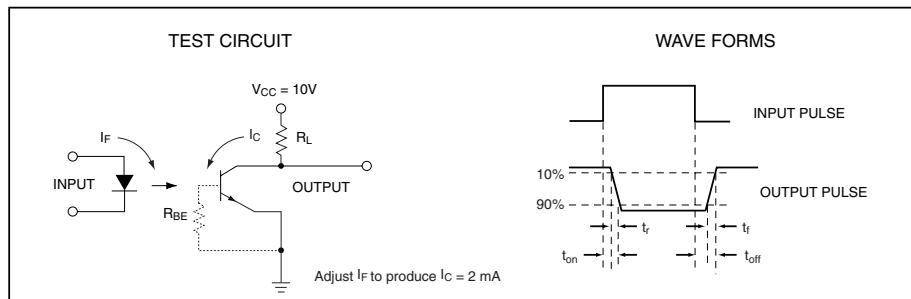 TEST CIRCUIT
WAVE FORMS
VCC = 10V
IF
IC
RL
INPUT
OUTPUT
RBE
Adjust IF to produce IC = 2 mA
INPUT PULSE
10%
OUTPUT PULSE
90%
tr
tf
ton
toff